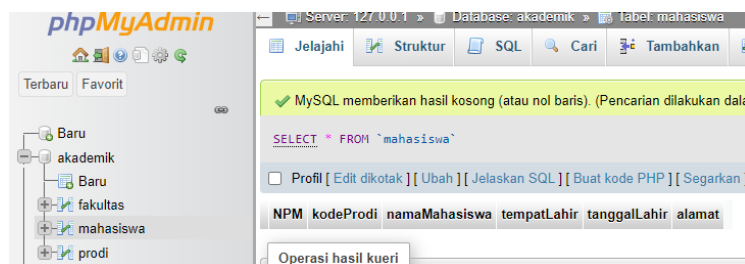 phpMyAdmin
Terbaru Favorit
Baru
akademik
Baru
fakultas
mahasiswa
prodi
Server: 127.0.0.1 » Database: akademik » Tabel: mahasiswa
Jelajahi Struktur SQL Cari Tambahkan
MySQL memberikan hasil kosong (atau nol baris). (Pencarian dilakukan dala
SELECT * FROM `mahasiswa`
Profil [ Edit dikotak ] [ Ubah ] [ Jelaskan SQL ] [ Buat kode PHP ] [ Segarkan ]
NPM kodeProdi namaMahasiswa tempatLahir tanggalLahir alamat
Operasi hasil kueri